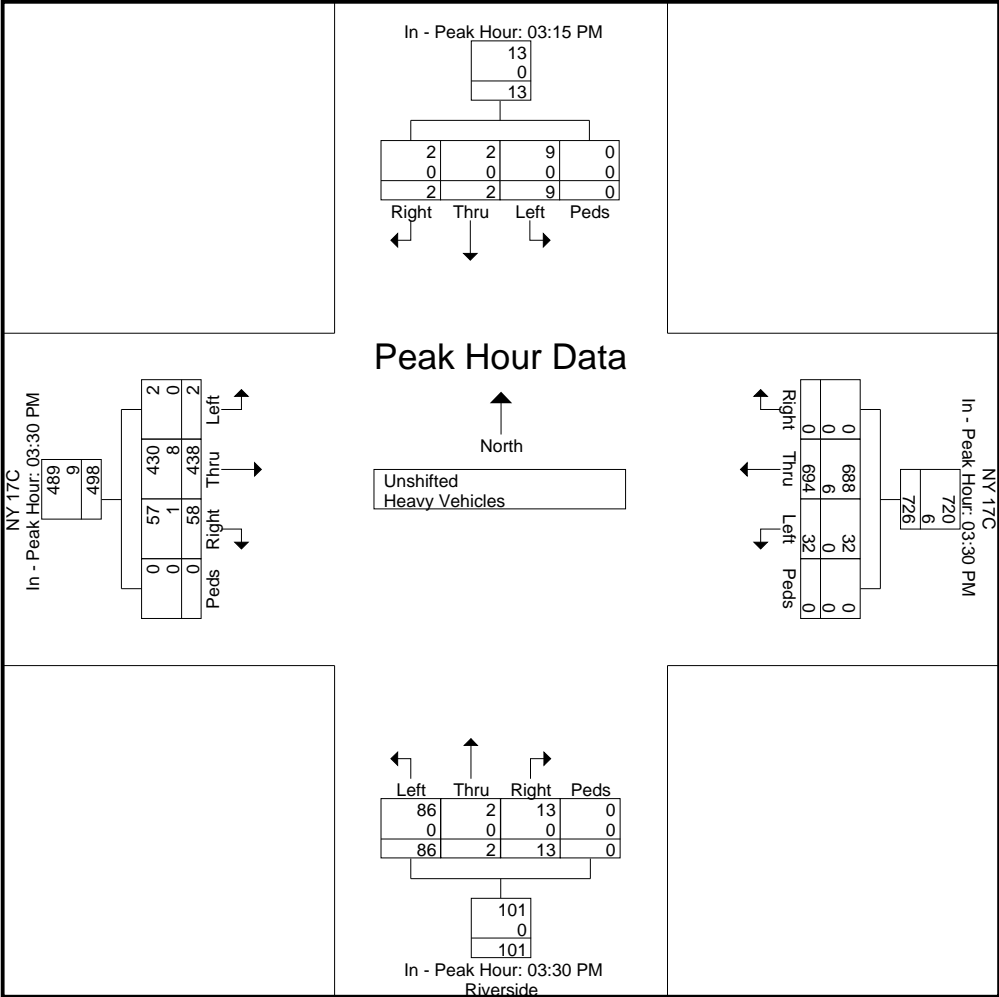 In - Peak Hour: 03:15 PM
13
0
13
2 2 9 0
0 0 0 0
2 2 9 0
Right Thru Left Peds
Peak Hour Data
North
Unshifted
Heavy Vehicles
NY 17C
In - Peak Hour: 03:30 PM
489
9
498
2 430 57 0
0 8 1 0
2 438 58 0
Left Thru Right Peds
NY 17C
In - Peak Hour: 03:30 PM
720
6
726
0 688 32 0
0 6 0 0
0 694 32 0
Right Thru Left Peds
Left Thru Right Peds
86 2 13 0
0 0 0 0
86 2 13 0
101
0
101
In - Peak Hour: 03:30 PM
Riverside